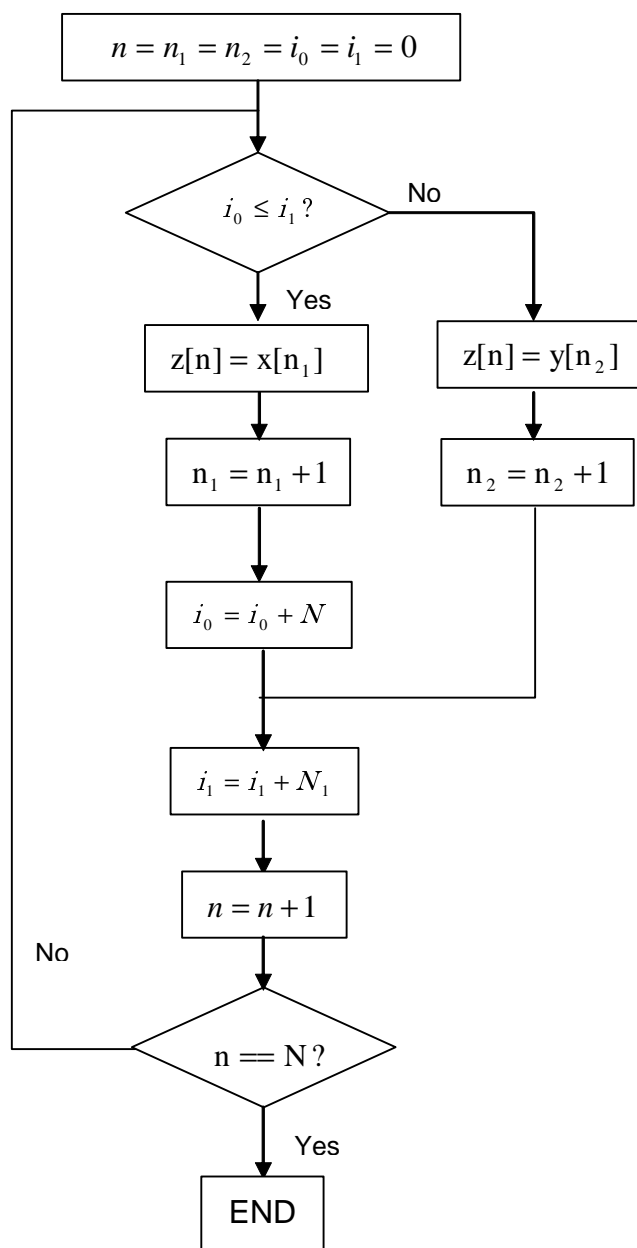 n = n₁ = n₂ = i₀ = i₁ = 0
i₀ ≤ i₁ ?
No
Yes
z[n] = x[n₁]
z[n] = y[n₂]
n₁ = n₁ + 1
n₂ = n₂ + 1
i₀ = i₀ + N
i₁ = i₁ + N₁
n = n + 1
No
n == N ?
Yes
END